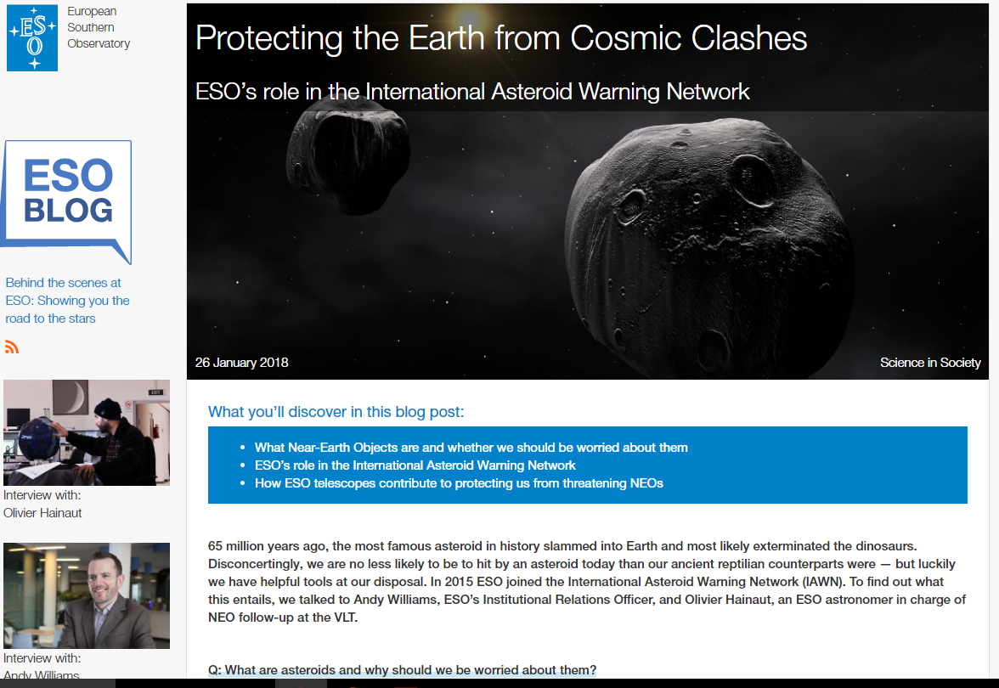 ESO
European
Southern
Observatory
Protecting the Earth from Cosmic Clashes
ESO’s role in the International Asteroid Warning Network
ESO
BLOG
Behind the scenes at
ESO: Showing you the
road to the stars
26 January 2018
Science in Society
EXIT
Interview with:
Olivier Hainaut
Interview with:
Andy Williams
What you’ll discover in this blog post:
• What Near-Earth Objects are and whether we should be worried about them
• ESO’s role in the International Asteroid Warning Network
• How ESO telescopes contribute to protecting us from threatening NEOs
65 million years ago, the most famous asteroid in history slammed into Earth and most likely exterminated the dinosaurs.
Disconcertingly, we are no less likely to be to hit by an asteroid today than our ancient reptilian counterparts were — but luckily
we have helpful tools at our disposal. In 2015 ESO joined the International Asteroid Warning Network (IAWN). To find out what
this entails, we talked to Andy Williams, ESO’s Institutional Relations Officer, and Olivier Hainaut, an ESO astronomer in charge of
NEO follow-up at the VLT.
Q: What are asteroids and why should we be worried about them?